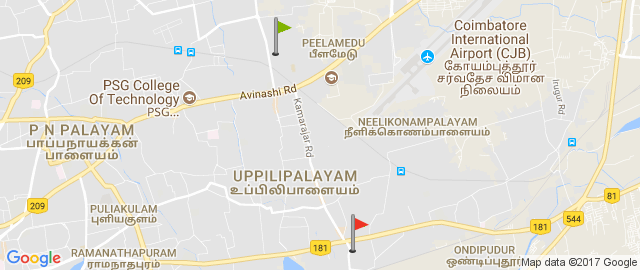 PEELAMEDU
பீளமேடு
Coimbatore
International
Airport (CJB)
கோயம்புத்தூர்
சர்வதேச விமான
நிலையம்
Irugur Rd
209
PSG College
Of Technology
PSG...
Avinashi Rd
Kamarajar Rd
NEELIKONAMPALAYAM
நீளிக்கொணம்பாளையம்
P N PALAYAM
பாப்பநாயக்கன்
பாளையம்
UPPILIPALAYAM
உப்பிலிபாளையம்
209
PULIAKULAM
புளியகுளம்
81
544
181
181
RAMANATHAPURAM
ராமநாதபுரம்
ONDIPUDUR
ஒண்டிப்புதூர்
Google
Map data ©2017 Google